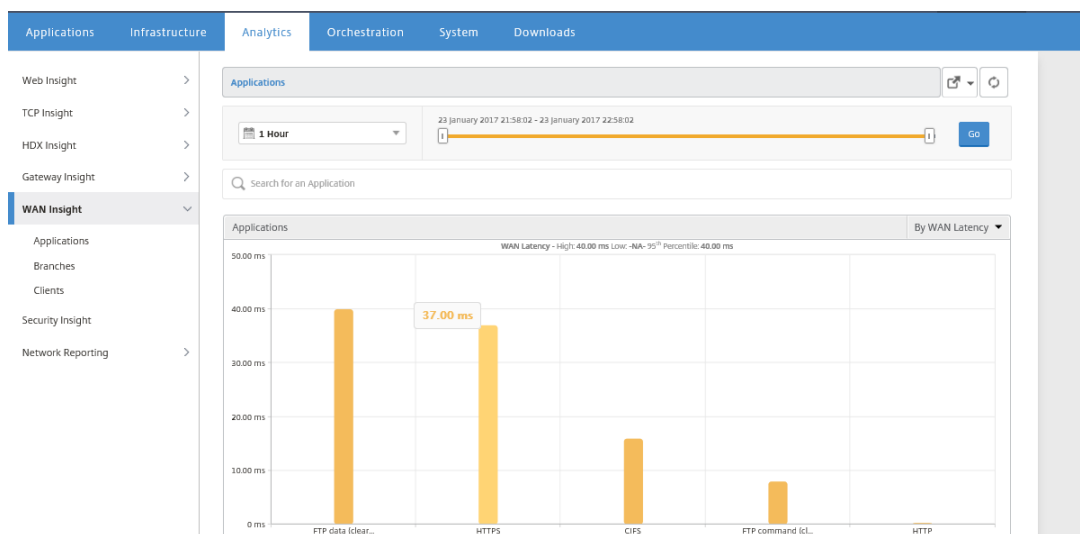 Applications Infrastructure Analytics Orchestration System Downloads
Web Insight
TCP Insight
HDX Insight
Gateway Insight
WAN Insight
Applications
Branches
Clients
Security Insight
Network Reporting
Applications
1 Hour
23 January 2017 21:58:02 - 23 January 2017 22:58:02
Go
Search for an Application
Applications
By WAN Latency
WAN Latency - High: 40.00 ms Low: -NA- 95th Percentile: 40.00 ms
50.00 ms
40.00 ms
37.00 ms
30.00 ms
20.00 ms
10.00 ms
0 ms
FTP data (clear... HTTPS CIFS FTP command (cl... HTTP